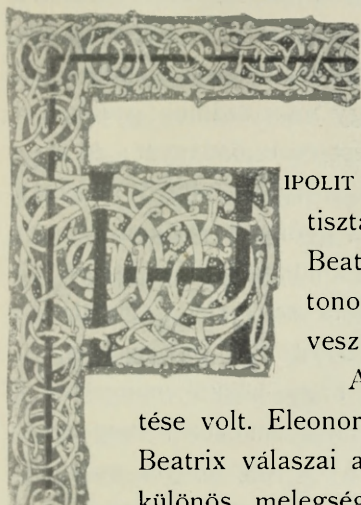 HIPOLIT
tiszta
Beat
tono
vesz
A
tése volt. Eleonor
Beatrix válaszai a
különös melegség